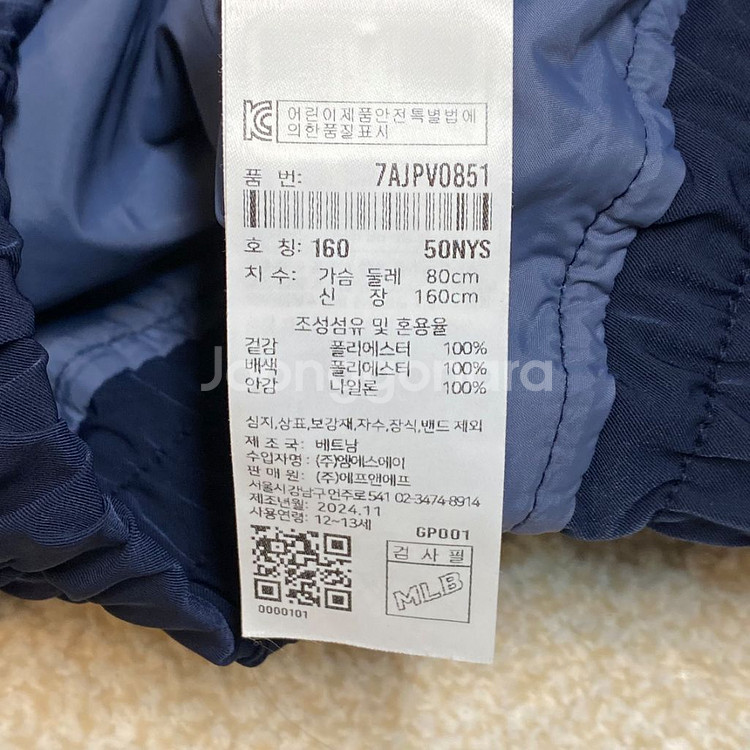 어린이제품안전특별법에
의한품질표시
품 번: 7AJPV0851
호 칭: 160 50NYS
치 수: 가슴 둘레 80cm
신 장 160cm
조성섬유 및 혼용율
겉감 폴리에스터 100%
배색 폴리에스터 100%
안감 나일론 100%
Joonggonara
심지,상표,보강재,자수,장식,밴드 제외
제 조 국: 베트남
수입자명: (주)엠에스에이
판 매 원: (주)에프앤에프
서울시강남구언주로541 02-3474-8914
제조년월: 2024.11
사용연령: 12~13세
GP001
검 사 필
MLB
0000101